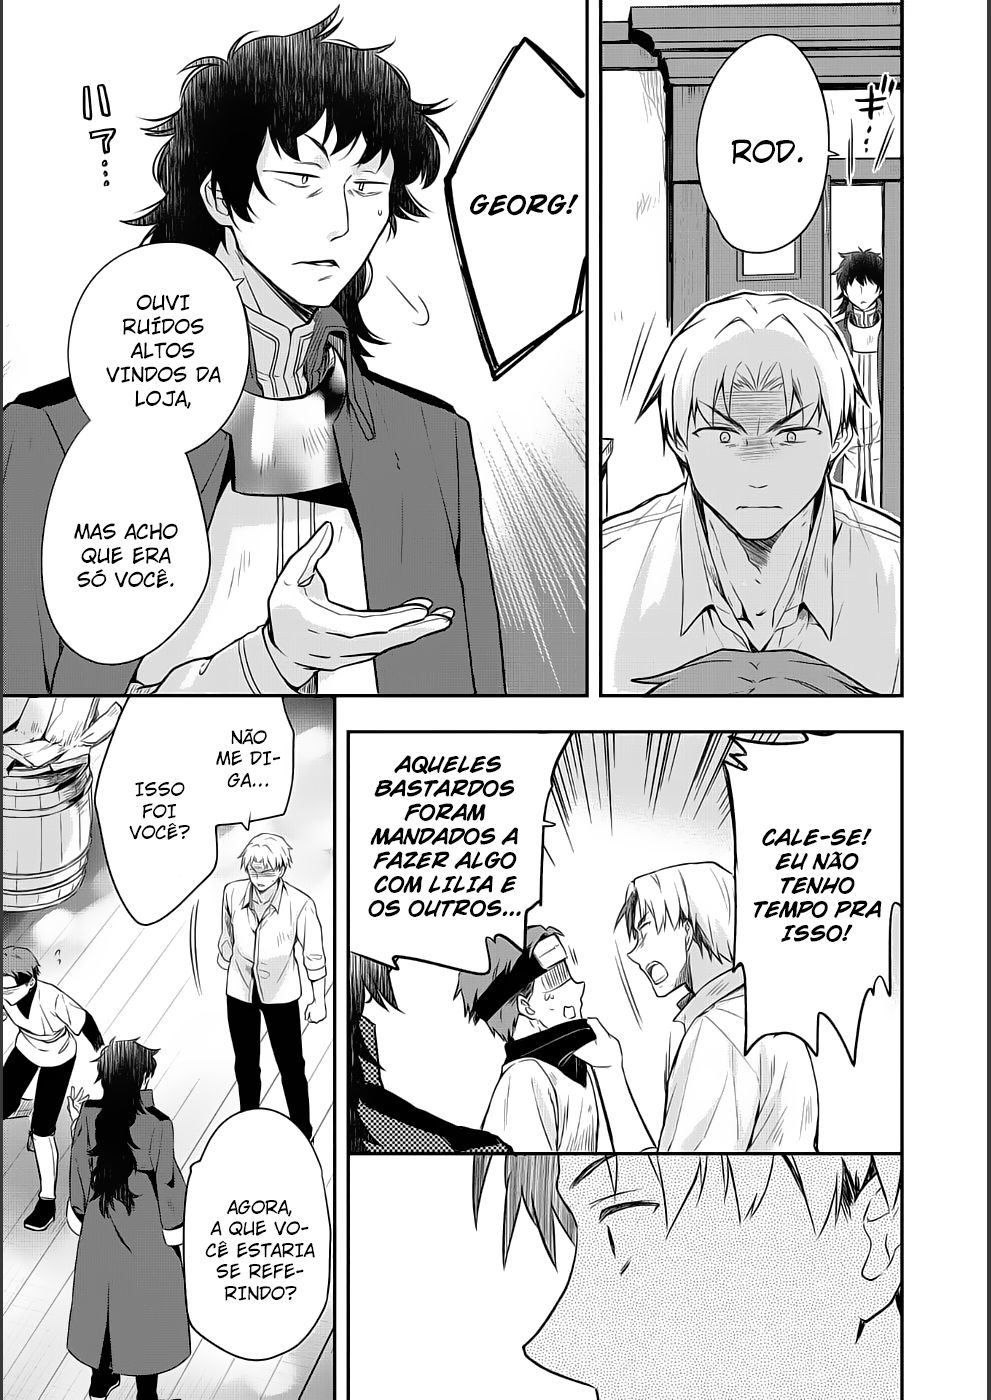 ROD.
ギ…
GEORG!
OUVI
RUÍDOS
ALTOS
VINDOS DA
LOJA,
MAS ACHO
QUE ERA
SÓ VOCÊ.
CALE-SE!
EU NÃO
TENHO
TEMPO PRA
ISSO!
AQUELES
BASTARDOS
FORAM
MANDADOS A
FAZER ALGO
COM LILIA E
OS OUTROS...
NÃO
ME DI-
GA...
ISSO
FOI
VOCÊ?
AGORA,
A QUE VO-
CÊ ESTARIA
SE REFE-
RINDO?